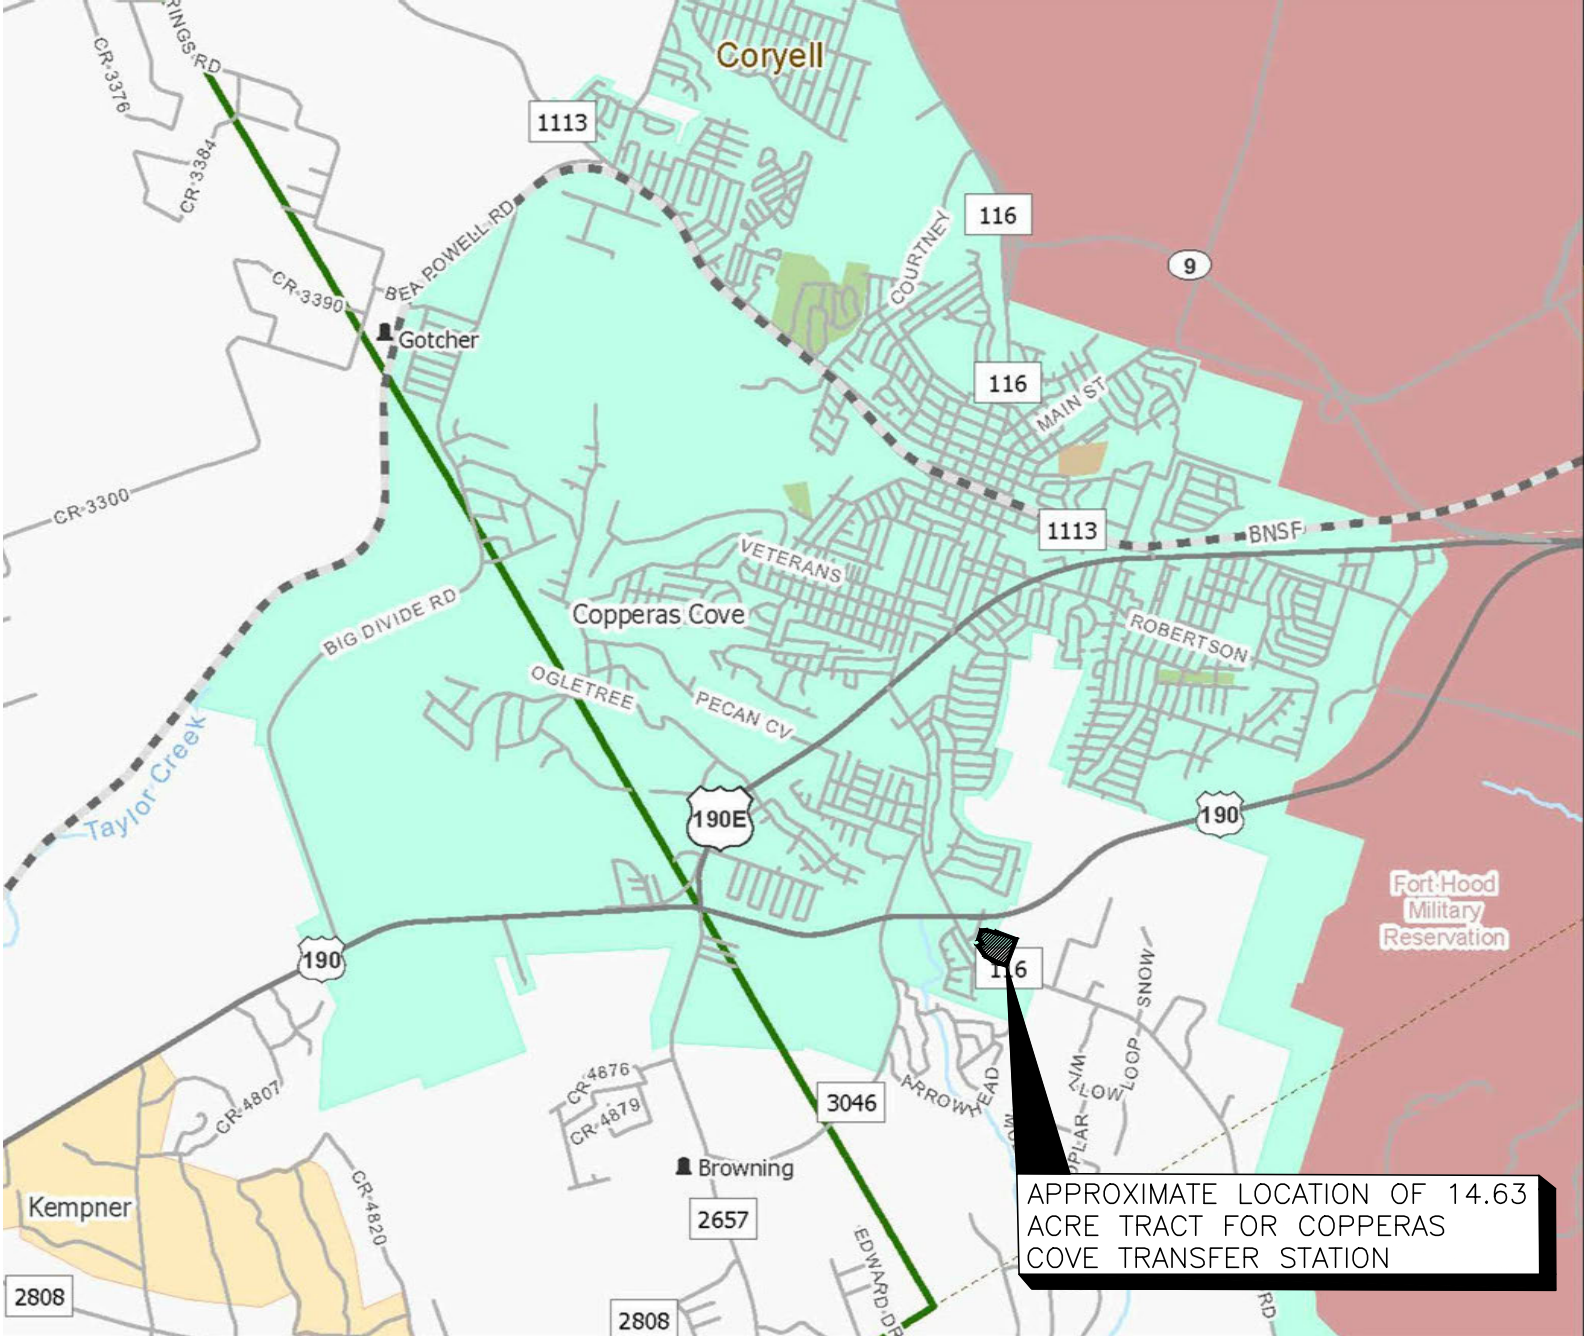 RINGS RD
CR-3376
Coryell
1113
CR-3384
116
COURTNEY
9
BEA POWELL RD
CR-3390
Gotcher
116
MAIN ST
CR-3300
1113
BNSF
VETERANS
BIG DIVIDE RD
Copperas Cove
ROBERTSON
OGLETREE
PECAN CV
Taylor Creek
190E
190
Fort Hood
Military
Reservation
190
116
SNOW
LOOP
CR-4876
CR-4879
CR-4807
ARROWHEAD
3046
Browning
Kempner
CR-4820
2657
EDWARD DR
2808
2808
RD
APPROXIMATE LOCATION OF 14.63
ACRE TRACT FOR COPPERAS
COVE TRANSFER STATION